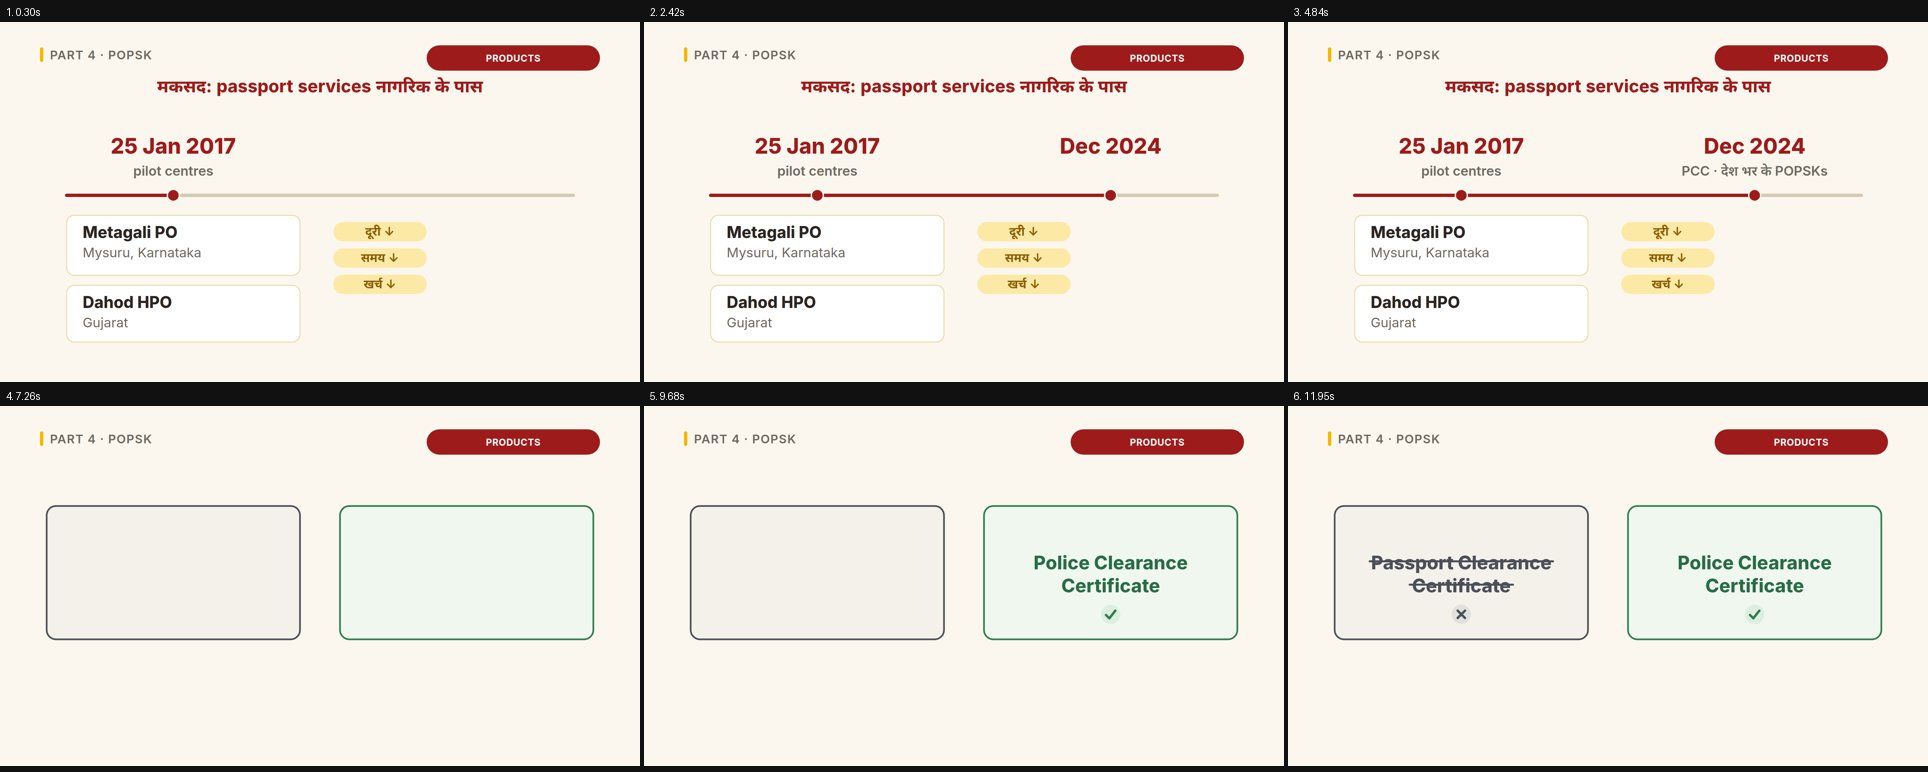 1. 0.30s
PART 4 · POPSK
PRODUCTS
मकसद: passport services नागरिक के पास
25 Jan 2017
pilot centres
Metagali PO
Mysuru, Karnataka
Dahod HPO
Gujarat
दूरी ↓
समय ↓
खर्च ↓
2. 2.42s
PART 4 · POPSK
PRODUCTS
मकसद: passport services नागरिक के पास
25 Jan 2017
pilot centres
Dec 2024
Metagali PO
Mysuru, Karnataka
Dahod HPO
Gujarat
दूरी ↓
समय ↓
खर्च ↓
3. 4.84s
PART 4 · POPSK
PRODUCTS
मकसद: passport services नागरिक के पास
25 Jan 2017
pilot centres
Dec 2024
PCC · देश भर के POPSKs
Metagali PO
Mysuru, Karnataka
Dahod HPO
Gujarat
दूरी ↓
समय ↓
खर्च ↓
4. 7.26s
PART 4 · POPSK
PRODUCTS
5. 9.68s
PART 4 · POPSK
PRODUCTS
Police Clearance
Certificate
6. 11.95s
PART 4 · POPSK
PRODUCTS
Passport Clearance
Certificate
Police Clearance
Certificate